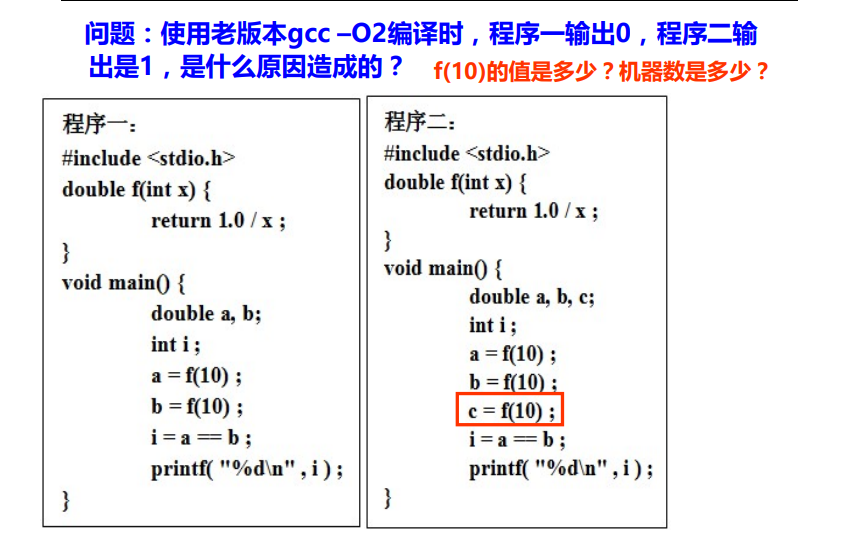 问题：使用老版本gcc –O2编译时，程序一输出0，程序二输
出是1，是什么原因造成的？ f(10)的值是多少？机器数是多少？
程序一：
#include <stdio.h>
double f(int x) {
return 1.0 / x ;
}
void main() {
double a, b;
int i ;
a = f(10) ;
b = f(10) ;
i = a == b ;
printf( "%d\n" , i ) ;
}
程序二：
#include <stdio.h>
double f(int x) {
return 1.0 / x ;
}
void main() {
double a, b, c;
int i ;
a = f(10) ;
b = f(10) ;
c = f(10) ;
i = a == b ;
printf( "%d\n" , i ) ;
}